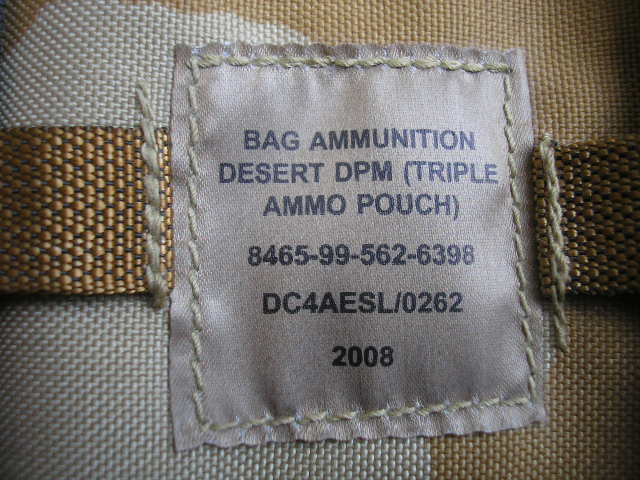 BAG AMMUNITION
DESERT DPM (TRIPLE
AMMO POUCH)
8465-99-562-6398
DC4AESL/0262
2008